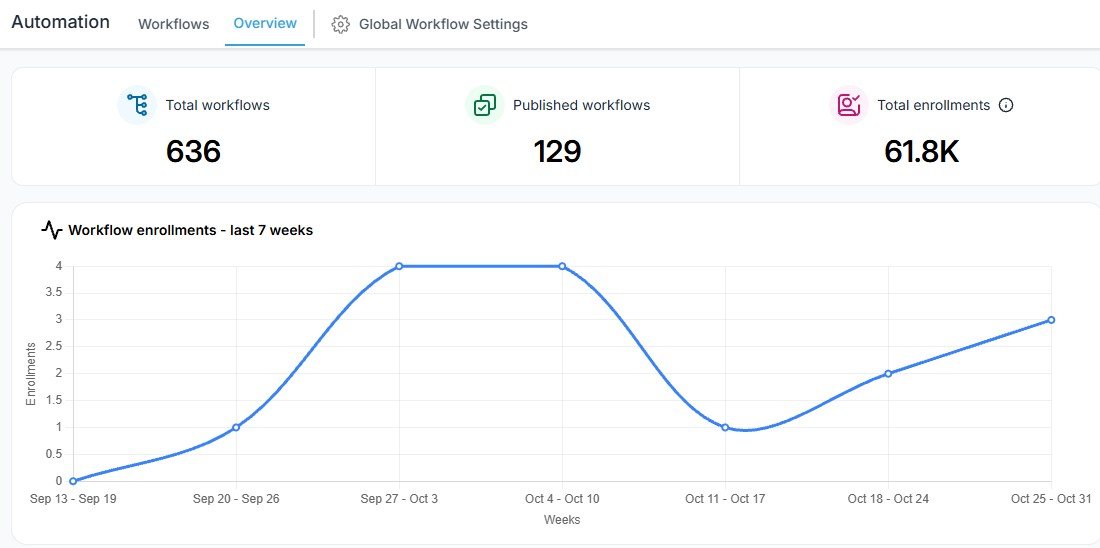 Automation Workflows Overview Global Workflow Settings
Total workflows Published workflows Total enrollments
636 129 61.8K
Workflow enrollments - last 7 weeks
4
3.5
3
2.5
2
1.5
1
0.5
0
Enrollments
Sep 13 - Sep 19 Sep 20 - Sep 26 Sep 27 - Oct 3 Oct 4 - Oct 10 Oct 11 - Oct 17 Oct 18 - Oct 24 Oct 25 - Oct 31
Weeks